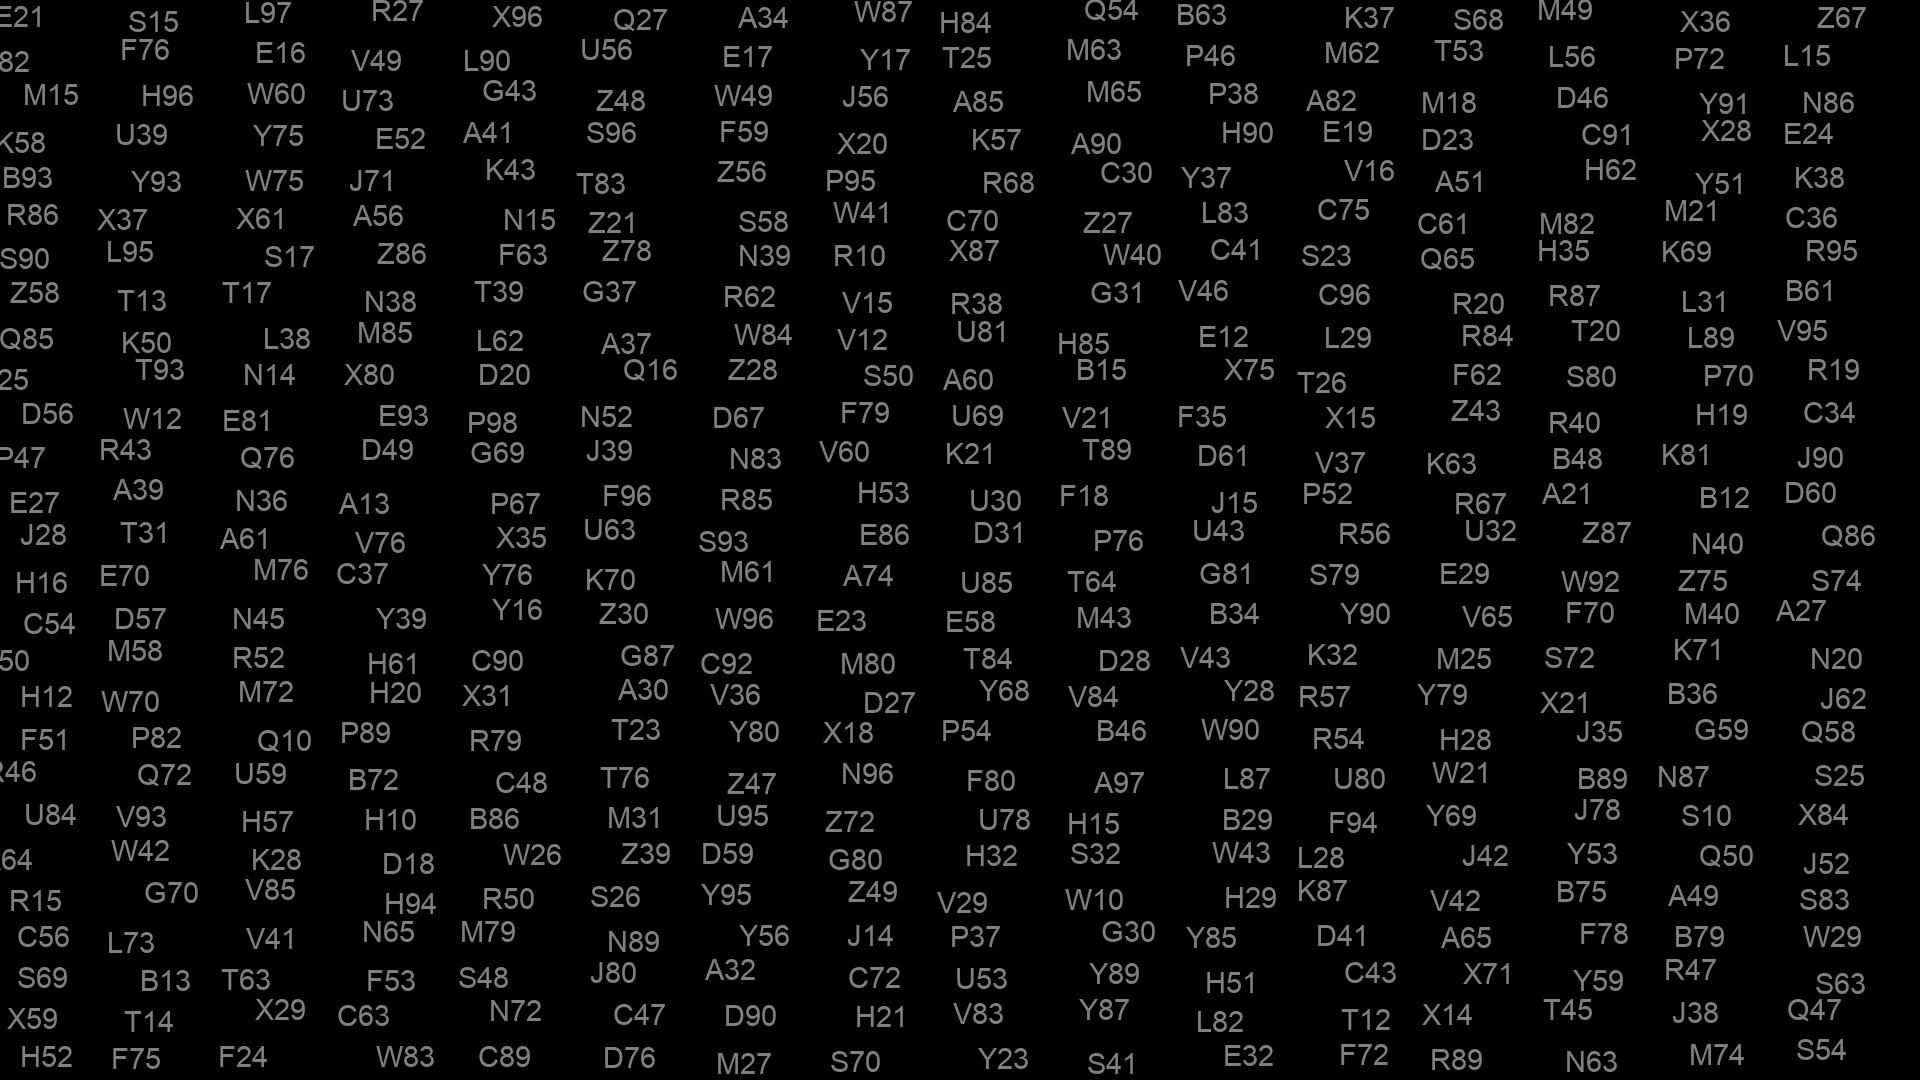 E21 S15 L97 R27 X96 Q27 A34 W87 H84 Q54 B63 K37 S68 M49 X36 Z67
82 F76 E16 V49 L90 U56 E17 Y17 T25 M63 P46 M62 T53 L56 P72 L15
M15 H96 W60 U73 G43 Z48 W49 J56 A85 M65 P38 A82 M18 D46 Y91 N86
K58 U39 Y75 E52 A41 S96 F59 X20 K57 A90 H90 E19 D23 C91 X28 E24
B93 Y93 W75 J71 K43 T83 Z56 P95 R68 C30 Y37 V16 A51 H62 Y51 K38
R86 X37 X61 A56 N15 Z21 S58 W41 C70 Z27 L83 C75 C61 M82 M21 C36
S90 L95 S17 Z86 F63 Z78 N39 R10 X87 W40 C41 S23 Q65 H35 K69 R95
Z58 T13 T17 N38 T39 G37 R62 V15 R38 G31 V46 C96 R20 R87 L31 B61
Q85 K50 L38 M85 L62 A37 W84 V12 U81 H85 E12 L29 R84 T20 L89 V95
25 T93 N14 X80 D20 Q16 Z28 S50 A60 B15 X75 T26 F62 S80 P70 R19
D56 W12 E81 E93 P98 N52 D67 F79 U69 V21 F35 X15 Z43 R40 H19 C34
P47 R43 Q76 D49 G69 J39 N83 V60 K21 T89 D61 V37 K63 B48 K81 J90
E27 A39 N36 A13 P67 F96 R85 H53 U30 F18 J15 P52 R67 A21 B12 D60
J28 T31 A61 V76 X35 U63 S93 E86 D31 P76 U43 R56 U32 Z87 N40 Q86
H16 E70 M76 C37 Y76 K70 M61 A74 U85 T64 G81 S79 E29 W92 Z75 S74
C54 D57 N45 Y39 Y16 Z30 W96 E23 E58 M43 B34 Y90 V65 F70 M40 A27
50 M58 R52 H61 C90 G87 C92 M80 T84 D28 V43 K32 M25 S72 K71 N20
H12 W70 M72 H20 X31 A30 V36 D27 Y68 V84 Y28 R57 Y79 X21 B36 J62
F51 P82 Q10 P89 R79 T23 Y80 X18 P54 B46 W90 R54 H28 J35 G59 Q58
R46 Q72 U59 B72 C48 T76 Z47 N96 F80 A97 L87 U80 W21 B89 N87 S25
U84 V93 H57 H10 B86 M31 U95 Z72 U78 H15 B29 F94 Y69 J78 S10 X84
64 W42 K28 D18 W26 Z39 D59 G80 H32 S32 W43 L28 J42 Y53 Q50 J52
R15 G70 V85 H94 R50 S26 Y95 Z49 V29 W10 H29 K87 V42 B75 A49 S83
C56 L73 V41 N65 M79 N89 Y56 J14 P37 G30 Y85 D41 A65 F78 B79 W29
S69 B13 T63 F53 S48 J80 A32 C72 U53 Y89 H51 C43 X71 Y59 R47 S63
X59 T14 X29 C63 N72 C47 D90 H21 V83 Y87 L82 T12 X14 T45 J38 Q47
H52 F75 F24 W83 C89 D76 M27 S70 Y23 S41 E32 F72 R89 N63 M74 S54